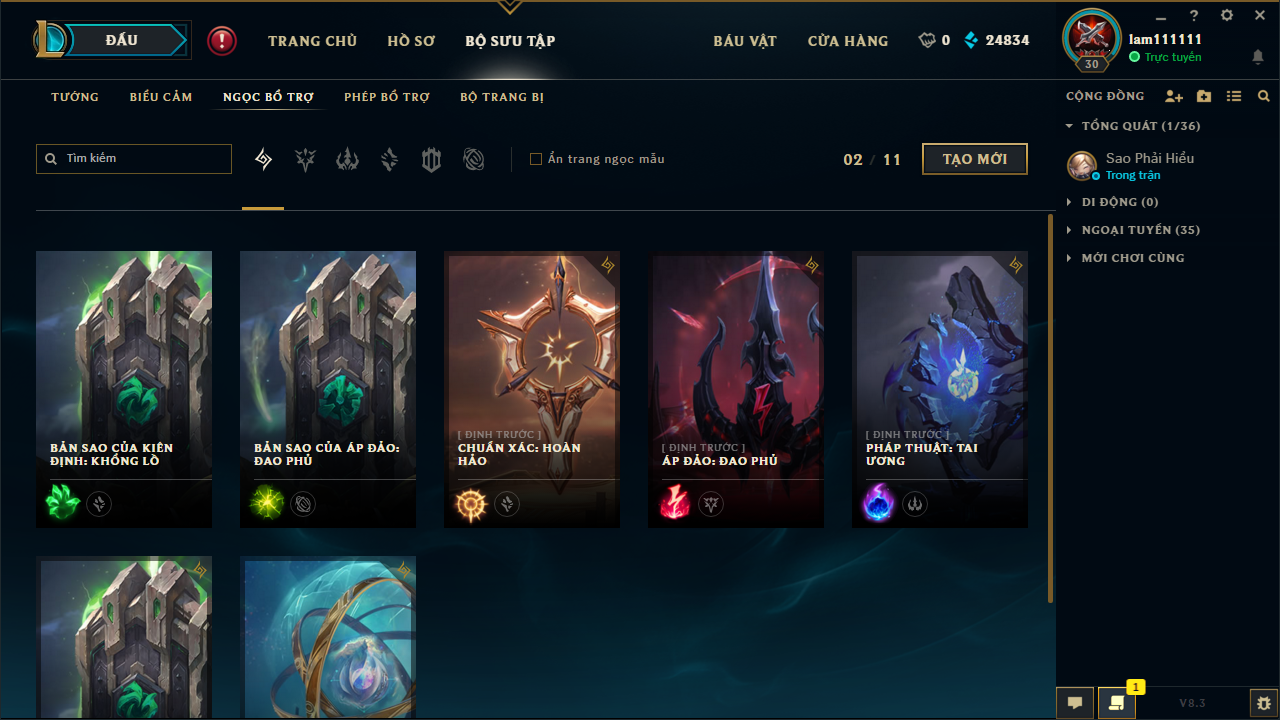 ĐẤU
TRANG CHỦ
HỒ SƠ
BỘ SƯU TẬP
BÁU VẬT
CỬA HÀNG
0
24834
30
lam111111
Trực tuyến
TƯỚNG
BIỂU CẢM
NGỌC BỔ TRỢ
PHÉP BỔ TRỢ
BỘ TRANG BỊ
CỘNG ĐỒNG
TỔNG QUÁT (1/36)
Sao Phải Hiểu
Trong trận
DI ĐỘNG (0)
NGOẠI TUYẾN (35)
MỚI CHƠI CÙNG
Tìm kiếm
Ẩn trang ngọc mẫu
02 / 11
TẠO MỚI
BẢN SAO CỦA KIÊN
ĐỊNH: KHỔNG LỒ
BẢN SAO CỦA ÁP ĐẢO:
ĐAO PHỦ
[ ĐỊNH TRƯỚC ]
CHUẨN XÁC: HOÀN
HẢO
[ ĐỊNH TRƯỚC ]
ÁP ĐẢO: ĐAO PHỦ
[ ĐỊNH TRƯỚC ]
PHÁP THUẬT: TAI
ƯƠNG
1
V8.3